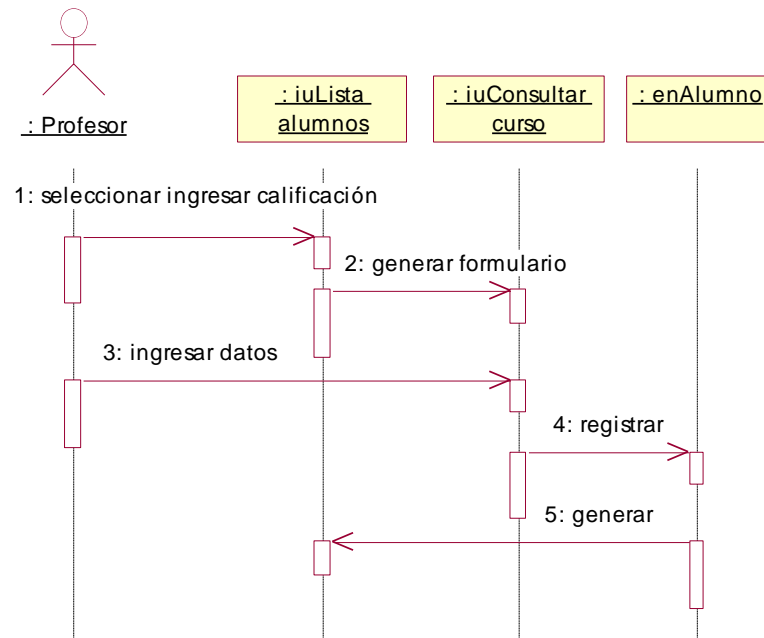 : Profesor
: iuLista
alumnos
: iuConsultar
curso
: enAlumno
1: seleccionar ingresar calificación
2: generar formulario
3: ingresar datos
4: registrar
5: generar